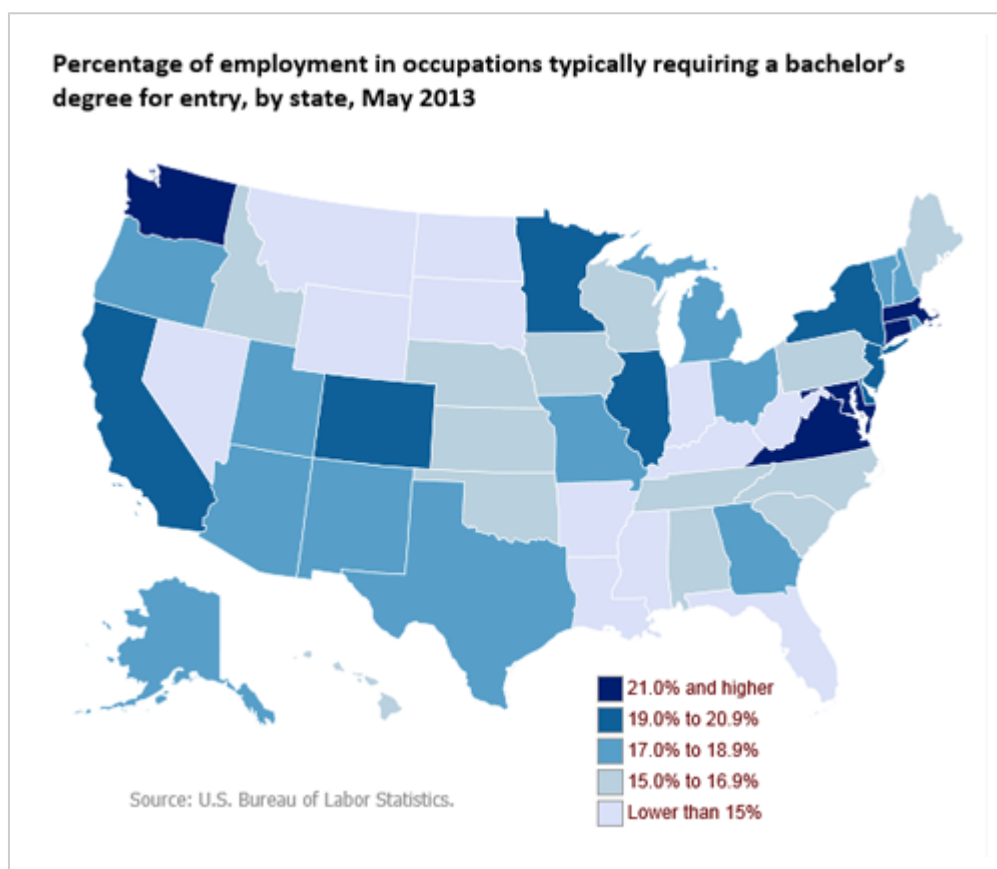 Percentage of employment in occupations typically requiring a bachelor’s
degree for entry, by state, May 2013
21.0% and higher
19.0% to 20.9%
17.0% to 18.9%
15.0% to 16.9%
Lower than 15%
Source: U.S. Bureau of Labor Statistics.